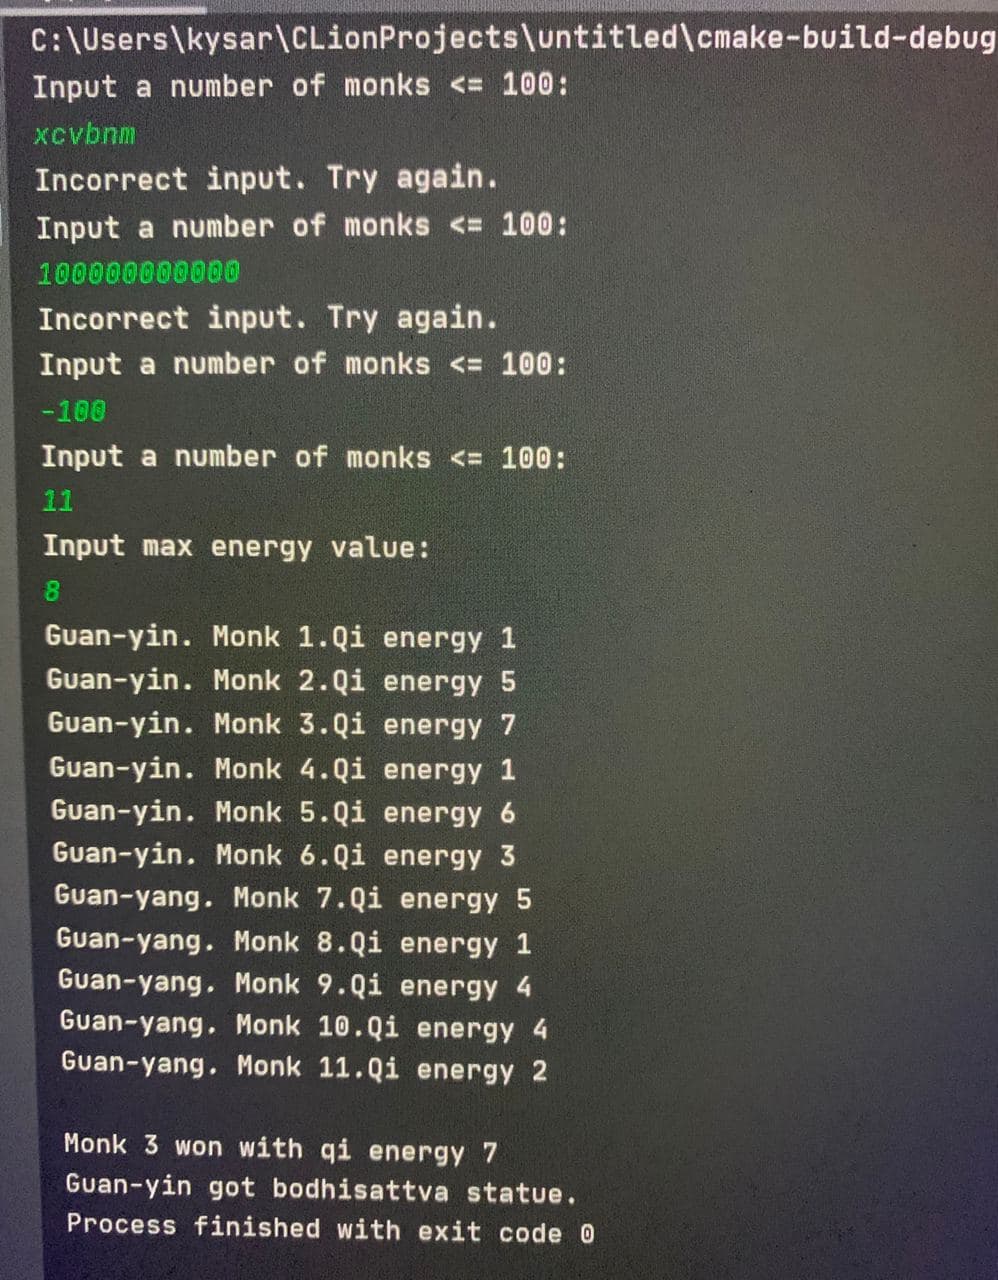 C:\Users\kysar\CLionProjects\untitled\cmake-build-debug
Input a number of monks <= 100:
xcvbnm
Incorrect input. Try again.
Input a number of monks <= 100:
100000000000
Incorrect input. Try again.
Input a number of monks <= 100:
-100
Input a number of monks <= 100:
11
Input max energy value:
8
Guan-yin. Monk 1.Qi energy 1
Guan-yin. Monk 2.Qi energy 5
Guan-yin. Monk 3.Qi energy 7
Guan-yin. Monk 4.Qi energy 1
Guan-yin. Monk 5.Qi energy 6
Guan-yin. Monk 6.Qi energy 3
Guan-yang. Monk 7.Qi energy 5
Guan-yang. Monk 8.Qi energy 1
Guan-yang. Monk 9.Qi energy 4
Guan-yang. Monk 10.Qi energy 4
Guan-yang. Monk 11.Qi energy 2
Monk 3 won with qi energy 7
Guan-yin got bodhisattva statue.
Process finished with exit code 0